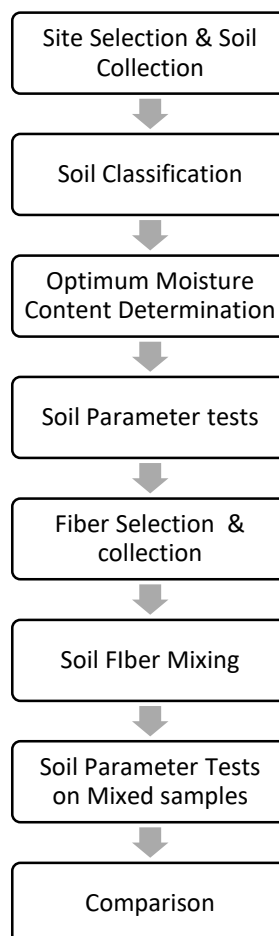 Site Selection & Soil
Collection
Soil Classification
Optimum Moisture
Content Determination
Soil Parameter tests
Fiber Selection &
collection
Soil FIber Mixing
Soil Parameter Tests
on Mixed samples
Comparison